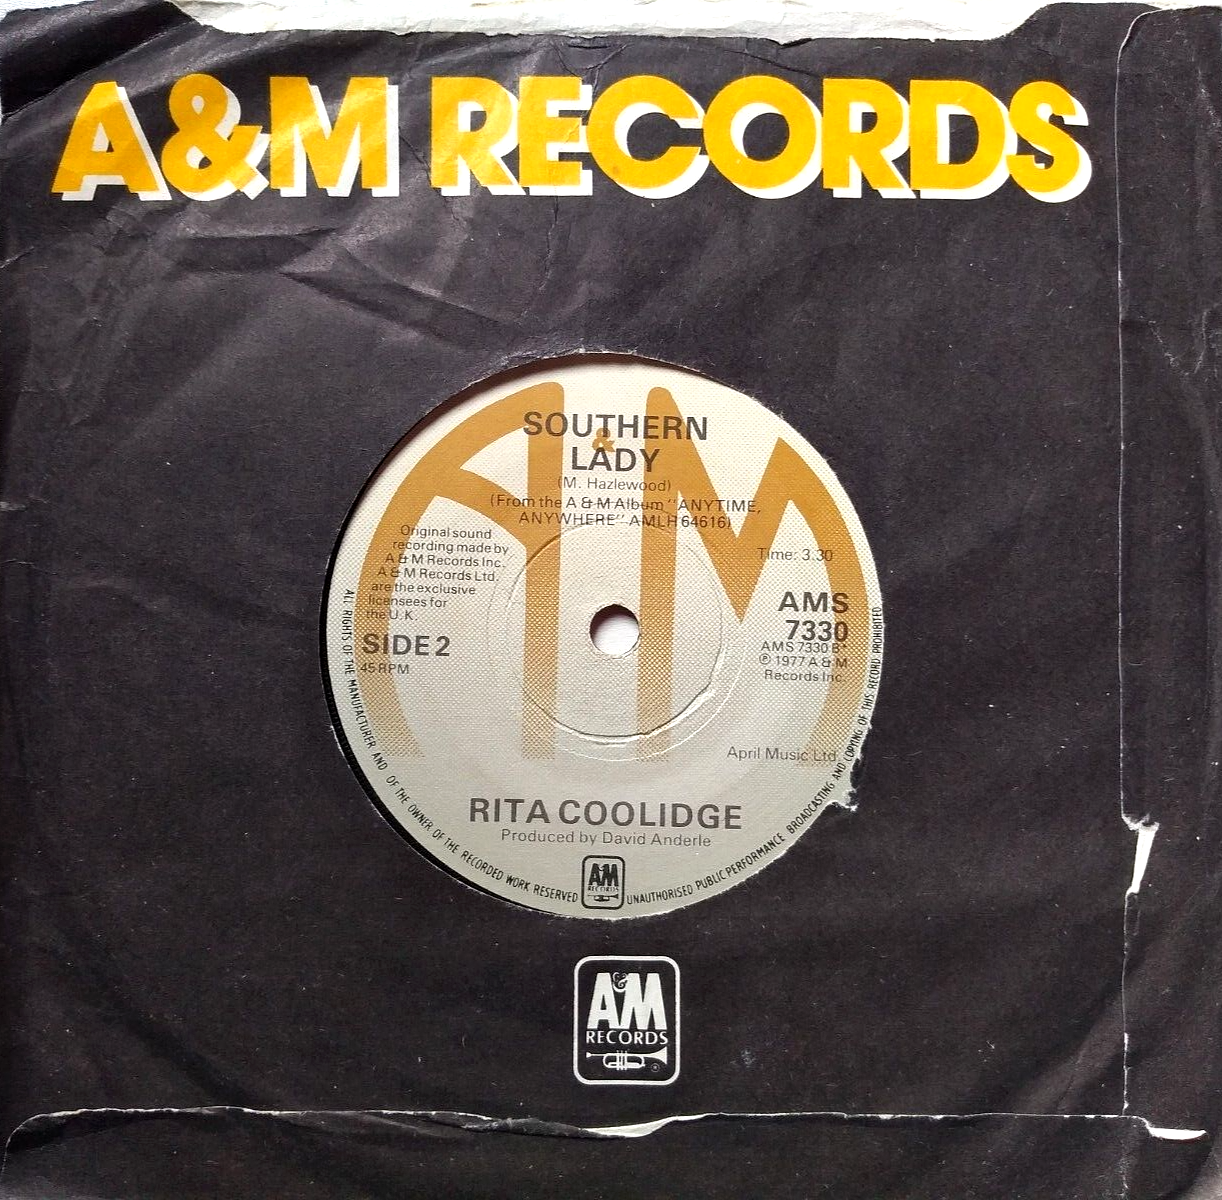 A&M RECORDS
SOUTHERN
&
LADY
(M. Hazlewood)
(From the A & M Album "ANYTIME,
ANYWHERE" AMLH 64616)
Original sound
recording made by
A & M Records Inc.
A & M Records Ltd.
are the exclusive
licensees for
the U.K.
SIDE 2
45 RPM
Time: 3.30
AMS
7330
AMS 7330 B*
℗ 1977 A & M
Records Inc.
April Music Ltd.
RITA COOLIDGE
Produced by David Anderle
ALL RIGHTS OF THE MANUFACTURER AND OF THE OWNER OF THE RECORDED WORK RESERVED
UNAUTHORISED PUBLIC PERFORMANCE BROADCASTING AND COPYING OF THIS RECORD PROHIBITED
A&M
RECORDS
A&M
RECORDS
®